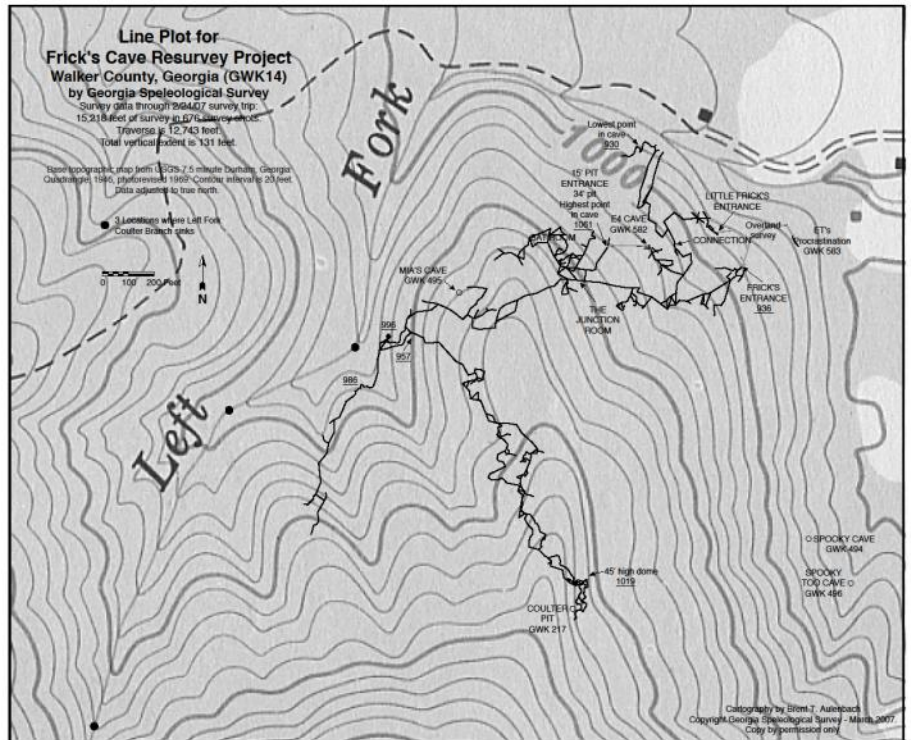 Line Plot for
Frick's Cave Resurvey Project
Walker County, Georgia (GWK14)
by Georgia Speleological Survey
Survey data through 2/24/07 survey trip:
15,218 feet of survey in 676 survey shots.
Traverse is 12,743 feet.
Total vertical extent is 131 feet.
Base topographic map from USGS 7.5 minute Durham, Georgia
Quadrangle, 1946, photorevised 1969. Contour interval is 20 feet.
Data adjusted to true north.
3 Locations where Left Fork
Coulter Branch sinks
0 100 200 Feet
N
Left
Fork
1000
Lowest point
in cave
930
15' PIT
ENTRANCE
34' pit
Highest point
in cave
1061
E4 CAVE
GWK 582
LITTLE FRICK'S
ENTRANCE
Overland
survey
ET's
Procrastination
GWK 583
CONNECTION
FRICK'S
ENTRANCE
936
BAT ROOM
THE
JUNCTION
ROOM
MIA'S CAVE
GWK 495
996
957
986
45' high dome
1019
COULTER
PIT
GWK 217
SPOOKY CAVE
GWK 494
SPOOKY
TOO CAVE
GWK 496
Cartography by Brent T. Aulenbach
Copyright Georgia Speleological Survey - March 2007
Copy by permission only